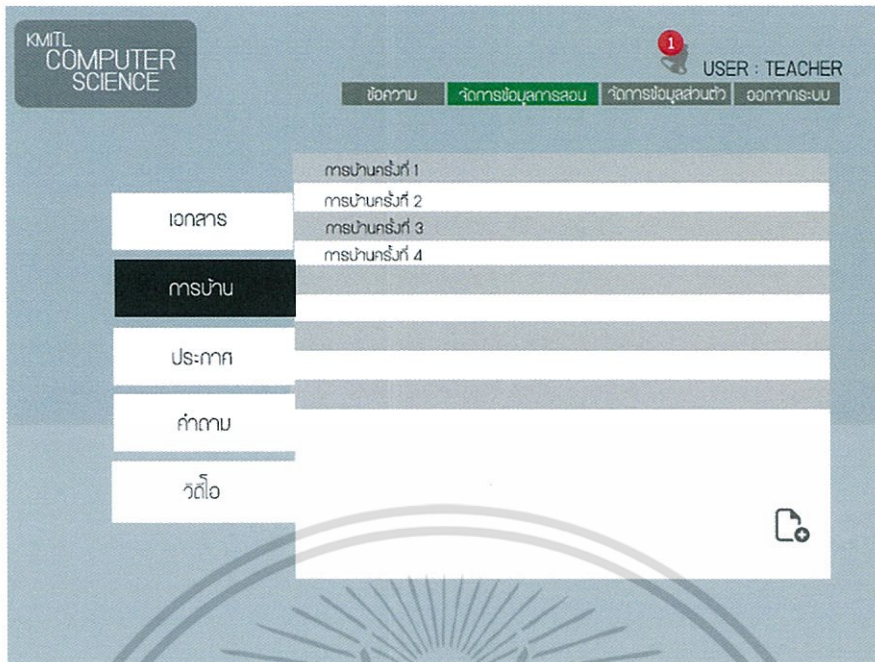 KMITL
COMPUTER
SCIENCE
1
USER : TEACHER
ข้อความ จัดการข้อมูลการสอน จัดการข้อมูลส่วนตัว ออกจากระบบ
เอกสาร
การบ้าน
ประกาศ
คำถาม
วิดีโอ
การบ้านครั้งที่ 1
การบ้านครั้งที่ 2
การบ้านครั้งที่ 3
การบ้านครั้งที่ 4